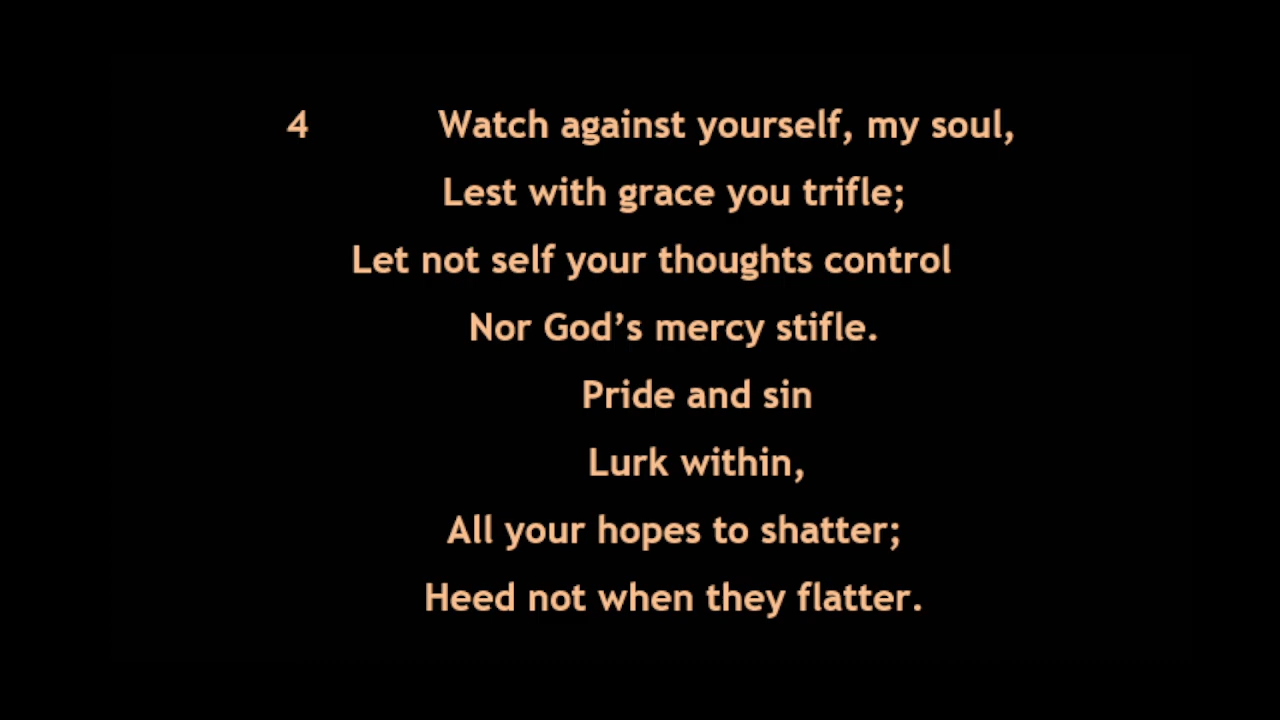 4 Watch against yourself, my soul,
Lest with grace you trifle;
Let not self your thoughts control
Nor God’s mercy stifle.
Pride and sin
Lurk within,
All your hopes to shatter;
Heed not when they flatter.